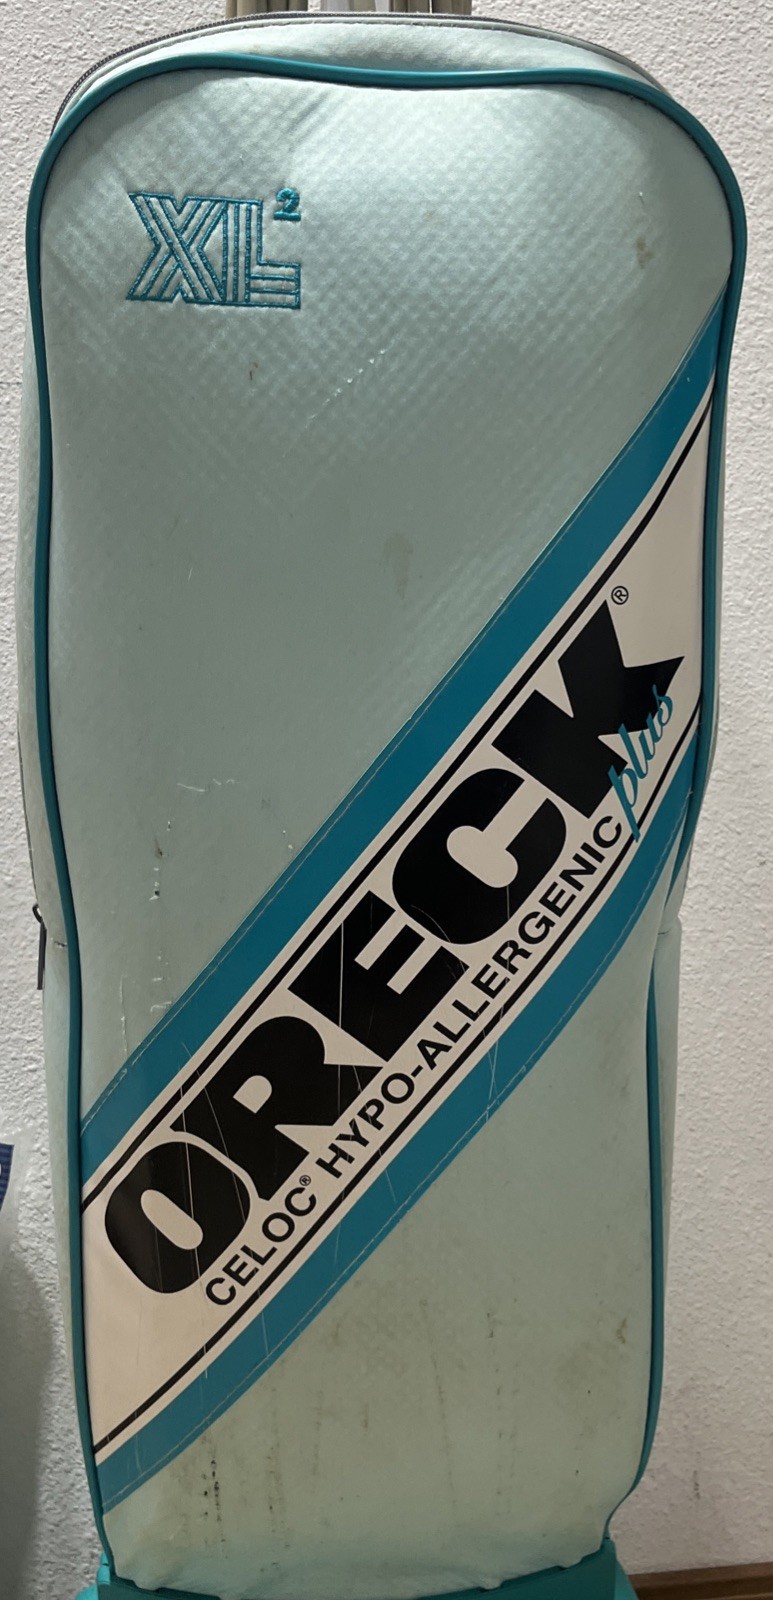 XL²
ORECK®
plus
CELOC® HYPO-ALLERGENIC